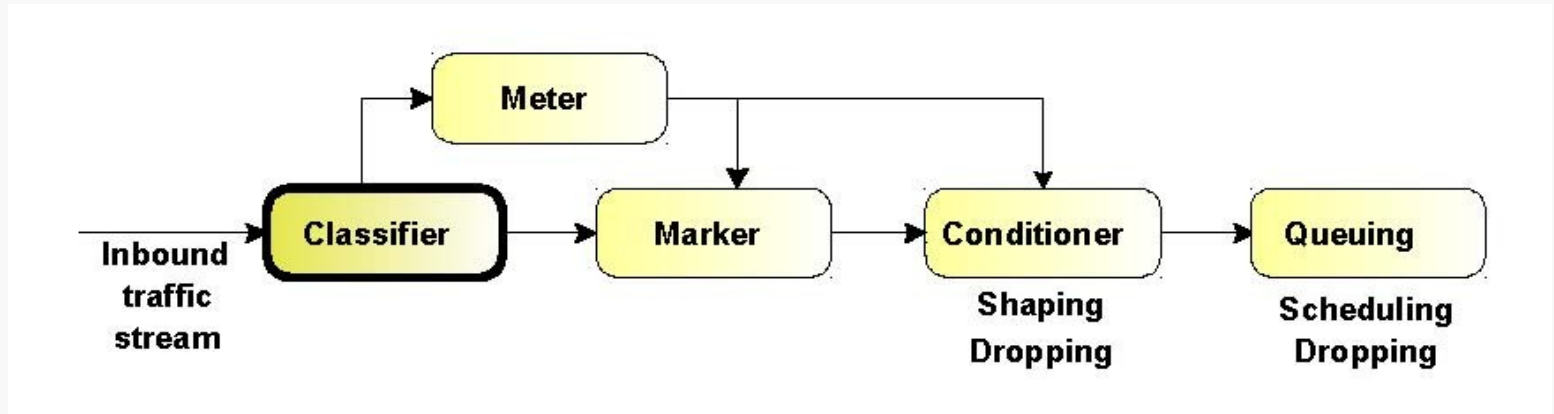 Meter
Classifier
Marker
Conditioner
Queuing
Inbound
traffic
stream
Shaping
Dropping
Scheduling
Dropping